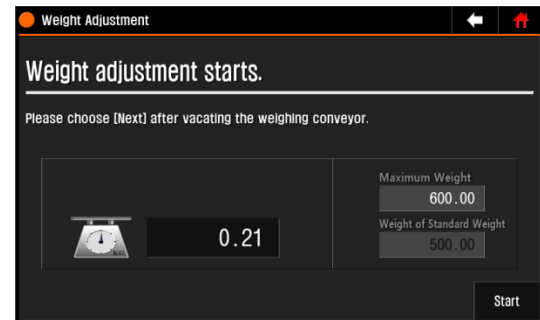 Weight Adjustment
Weight adjustment starts.
Please choose [Next] after vacating the weighing conveyor.
Maximum Weight
600.00
Weight of Standard Weight
500.00
0.21
KG
Start